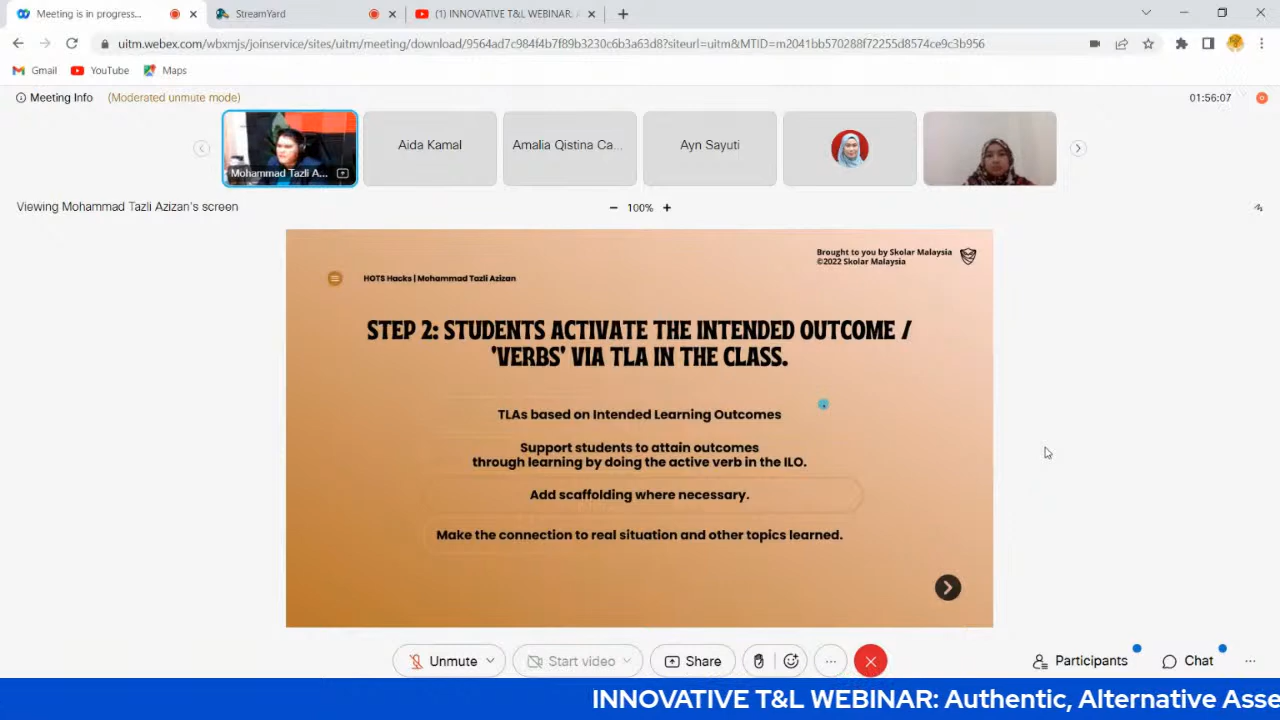 Meeting is in progress...
StreamYard
(1) INNOVATIVE T&L WEBINAR: A
uitm.webex.com/wbxmjs/joinservice/sites/uitm/meeting/download/9564ad7c984f4b7f89b3230c6b3a63d8?siteurl=uitm&MTID=m2041bb570288f72255d8574ce9c3b956
Gmail
YouTube
Maps
Meeting Info
(Moderated unmute mode)
01:56:07
Mohammad Tazli A...
Aida Kamal
Amalia Qistina Ca...
Ayn Sayuti
Viewing Mohammad Tazli Azizan's screen
100%
Brought to you by Skolar Malaysia
©2022 Skolar Malaysia
HOTS Hacks | Mohammad Tazli Azizan
STEP 2: STUDENTS ACTIVATE THE INTENDED OUTCOME /
'VERBS' VIA TLA IN THE CLASS.
TLAs based on Intended Learning Outcomes
Support students to attain outcomes
through learning by doing the active verb in the ILO.
Add scaffolding where necessary.
Make the connection to real situation and other topics learned.
Unmute
Start video
Share
Participants
Chat
INNOVATIVE T&L WEBINAR: Authentic, Alternative Asse